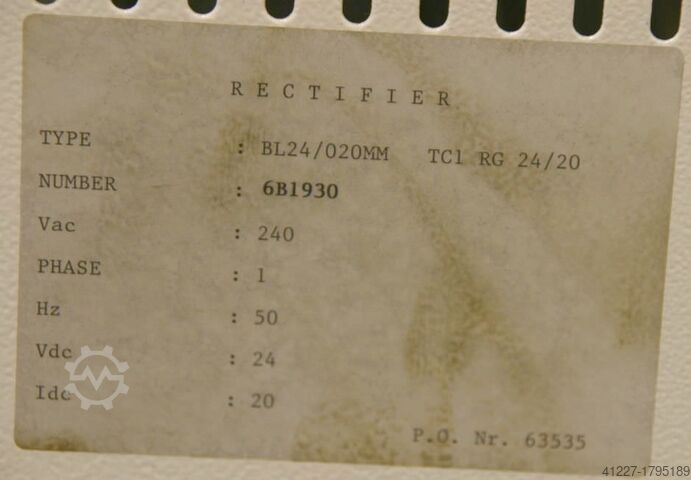 RECTIFIER
TYPE : BL24/020MM TC1 RG 24/20
NUMBER : 6B1930
Vac : 240
PHASE : 1
Hz : 50
Vdc : 24
Idc : 20
P.O. Nr. 63535
41227-1795189